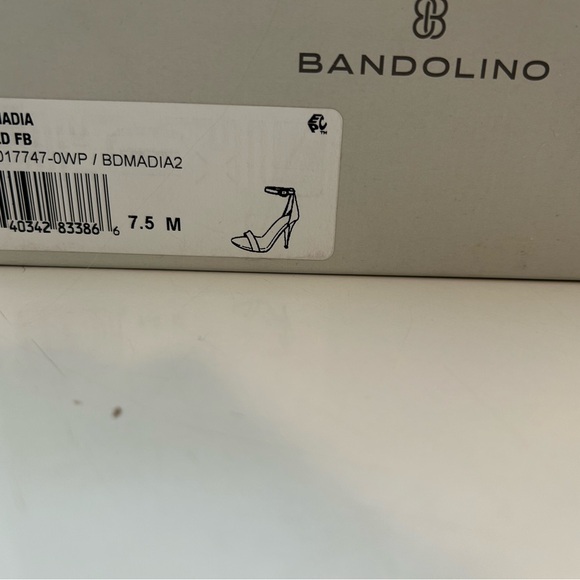 BANDOLINO
MADIA
D FB
017747-0WP / BDMADIA2
40342 83386 6
7.5 M